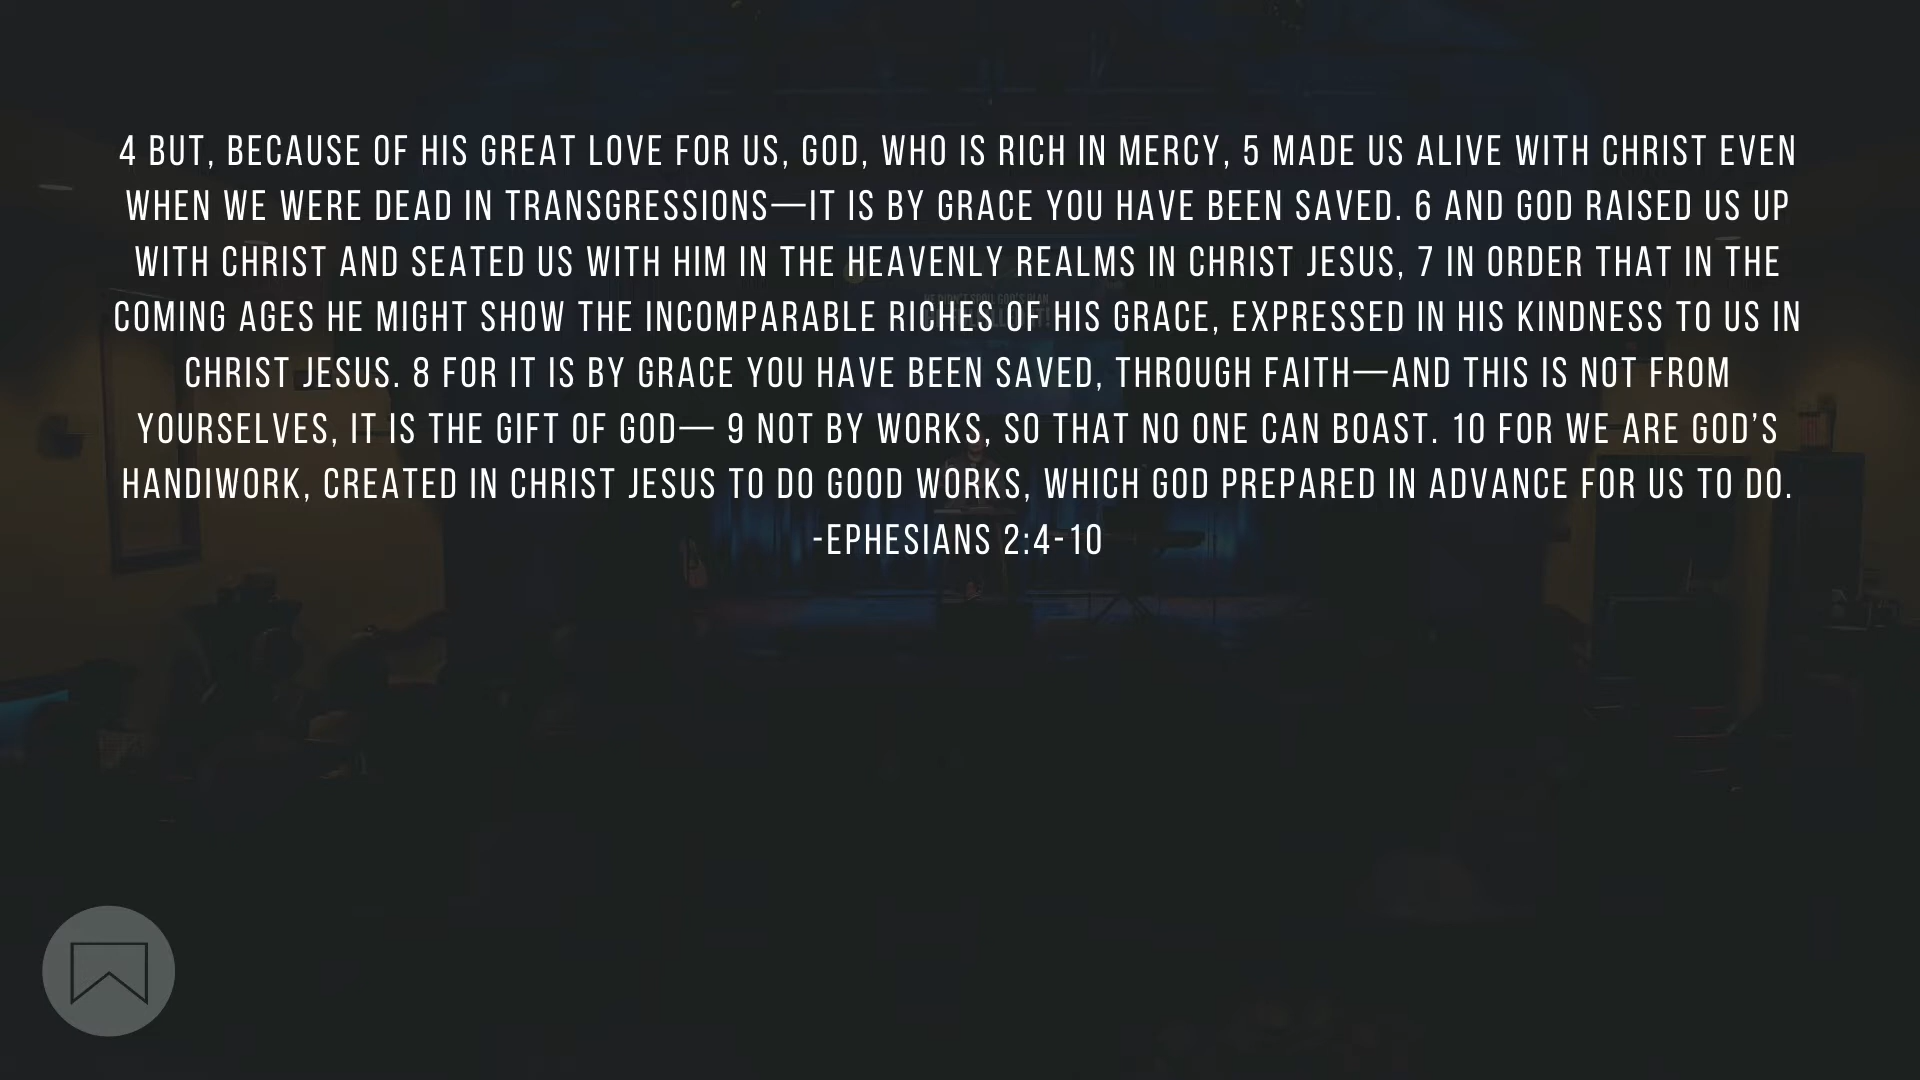 4 BUT, BECAUSE OF HIS GREAT LOVE FOR US, GOD, WHO IS RICH IN MERCY, 5 MADE US ALIVE WITH CHRIST EVEN
WHEN WE WERE DEAD IN TRANSGRESSIONS—IT IS BY GRACE YOU HAVE BEEN SAVED. 6 AND GOD RAISED US UP
WITH CHRIST AND SEATED US WITH HIM IN THE HEAVENLY REALMS IN CHRIST JESUS, 7 IN ORDER THAT IN THE
COMING AGES HE MIGHT SHOW THE INCOMPARABLE RICHES OF HIS GRACE, EXPRESSED IN HIS KINDNESS TO US IN
CHRIST JESUS. 8 FOR IT IS BY GRACE YOU HAVE BEEN SAVED, THROUGH FAITH—AND THIS IS NOT FROM
YOURSELVES, IT IS THE GIFT OF GOD— 9 NOT BY WORKS, SO THAT NO ONE CAN BOAST. 10 FOR WE ARE GOD’S
HANDIWORK, CREATED IN CHRIST JESUS TO DO GOOD WORKS, WHICH GOD PREPARED IN ADVANCE FOR US TO DO.
-EPHESIANS 2:4-10